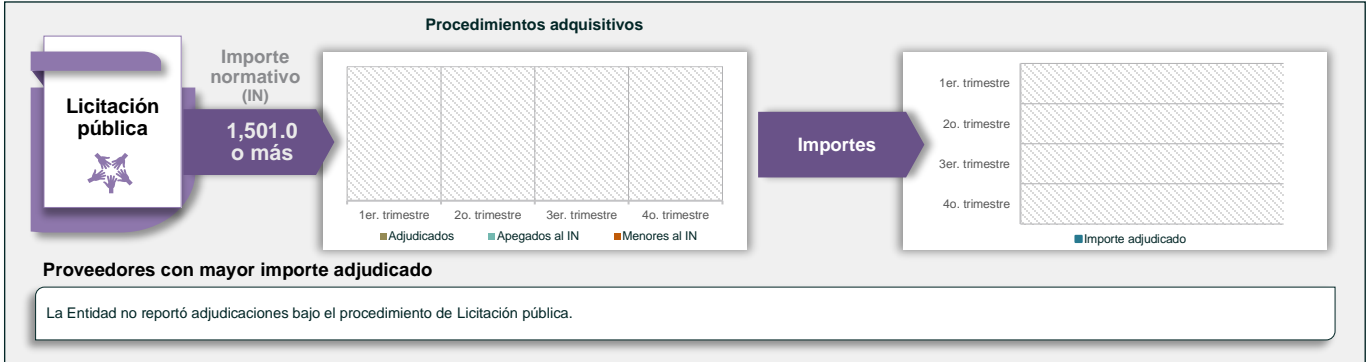 Procedimientos adquisitivos
Licitación
pública
Importe
normativo
(IN)
1,501.0
o más
1er. trimestre
2o. trimestre
3er. trimestre
4o. trimestre
Adjudicados
Apegados al IN
Menores al IN
Importes
1er. trimestre
2o. trimestre
3er. trimestre
4o. trimestre
Importe adjudicado
Proveedores con mayor importe adjudicado
La Entidad no reportó adjudicaciones bajo el procedimiento de Licitación pública.